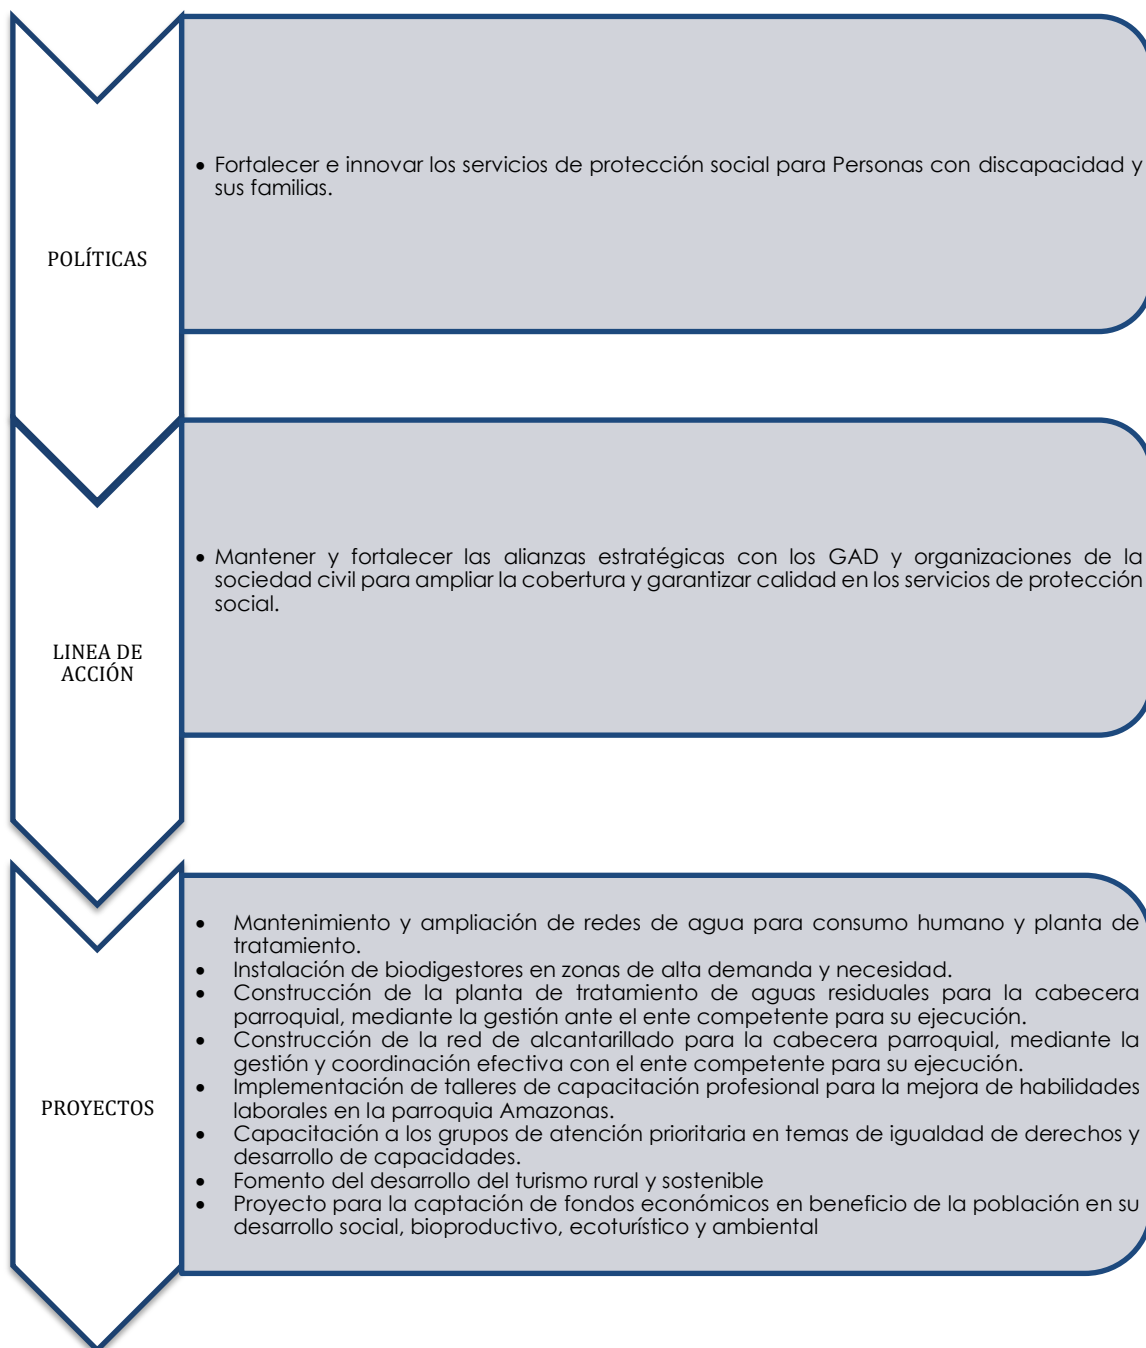 POLÍTICAS
• Fortalecer e innovar los servicios de protección social para Personas con discapacidad y
sus familias.
LINEA DE
ACCIÓN
• Mantener y fortalecer las alianzas estratégicas con los GAD y organizaciones de la
sociedad civil para ampliar la cobertura y garantizar calidad en los servicios de protección
social.
PROYECTOS
• Mantenimiento y ampliación de redes de agua para consumo humano y planta de
tratamiento.
• Instalación de biodigestores en zonas de alta demanda y necesidad.
• Construcción de la planta de tratamiento de aguas residuales para la cabecera
parroquial, mediante la gestión ante el ente competente para su ejecución.
• Construcción de la red de alcantarillado para la cabecera parroquial, mediante la
gestión y coordinación efectiva con el ente competente para su ejecución.
• Implementación de talleres de capacitación profesional para la mejora de habilidades
laborales en la parroquia Amazonas.
• Capacitación a los grupos de atención prioritaria en temas de igualdad de derechos y
desarrollo de capacidades.
• Fomento del desarrollo del turismo rural y sostenible
• Proyecto para la captación de fondos económicos en beneficio de la población en su
desarrollo social, bioproductivo, ecoturístico y ambiental